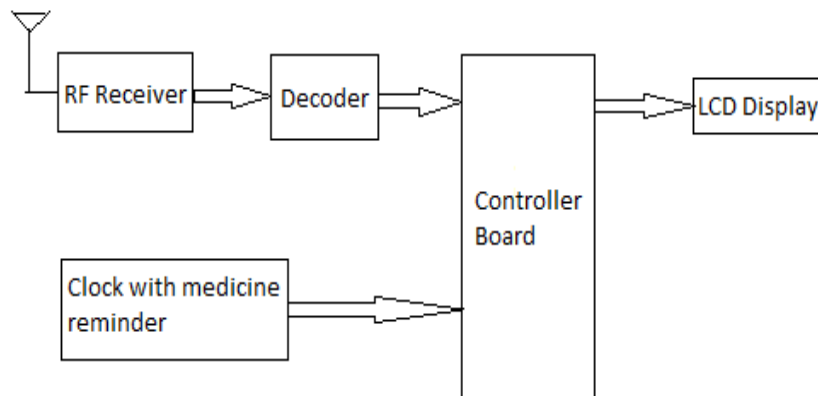 RF Receiver
Decoder
LCD Display
Controller
Board
Clock with medicine
reminder